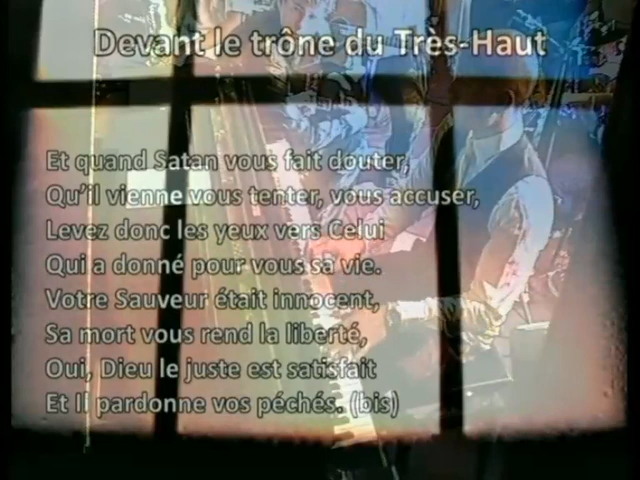 Devant le trône du Très-Haut
Et quand Satan vous fait douter,
Qu'il vienne vous tenter, vous accuser,
Levez donc les yeux vers Celui
Qui a donné pour vous sa vie.
Votre Sauveur était innocent,
Sa mort vous rend la liberté,
Oui, Dieu le juste est satisfait
Et Il pardonne vos péchés. (bis)